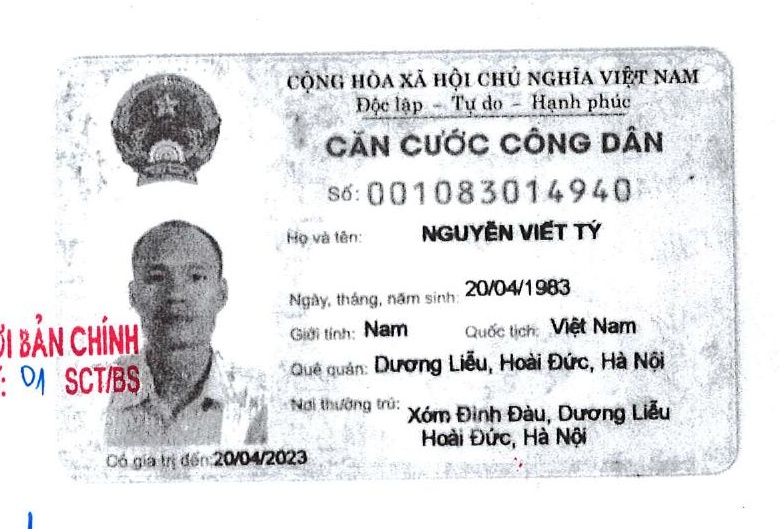 CỘNG HÒA XÃ HỘI CHỦ NGHĨA VIỆT NAM
Độc lập - Tự do - Hạnh phúc
CĂN CƯỚC CÔNG DÂN
Số: 001083014940
Họ và tên: NGUYỄN VIẾT TÝ
Ngày, tháng, năm sinh: 20/04/1983
Giới tính: Nam Quốc tịch: Việt Nam
Quê quán: Dương Liễu, Hoài Đức, Hà Nội
Nơi thường trú: Xóm Đình Đàu, Dương Liễu
Hoài Đức, Hà Nội
Có giá trị đến: 20/04/2023
BẢN CHÍNH
01 SCT/BS